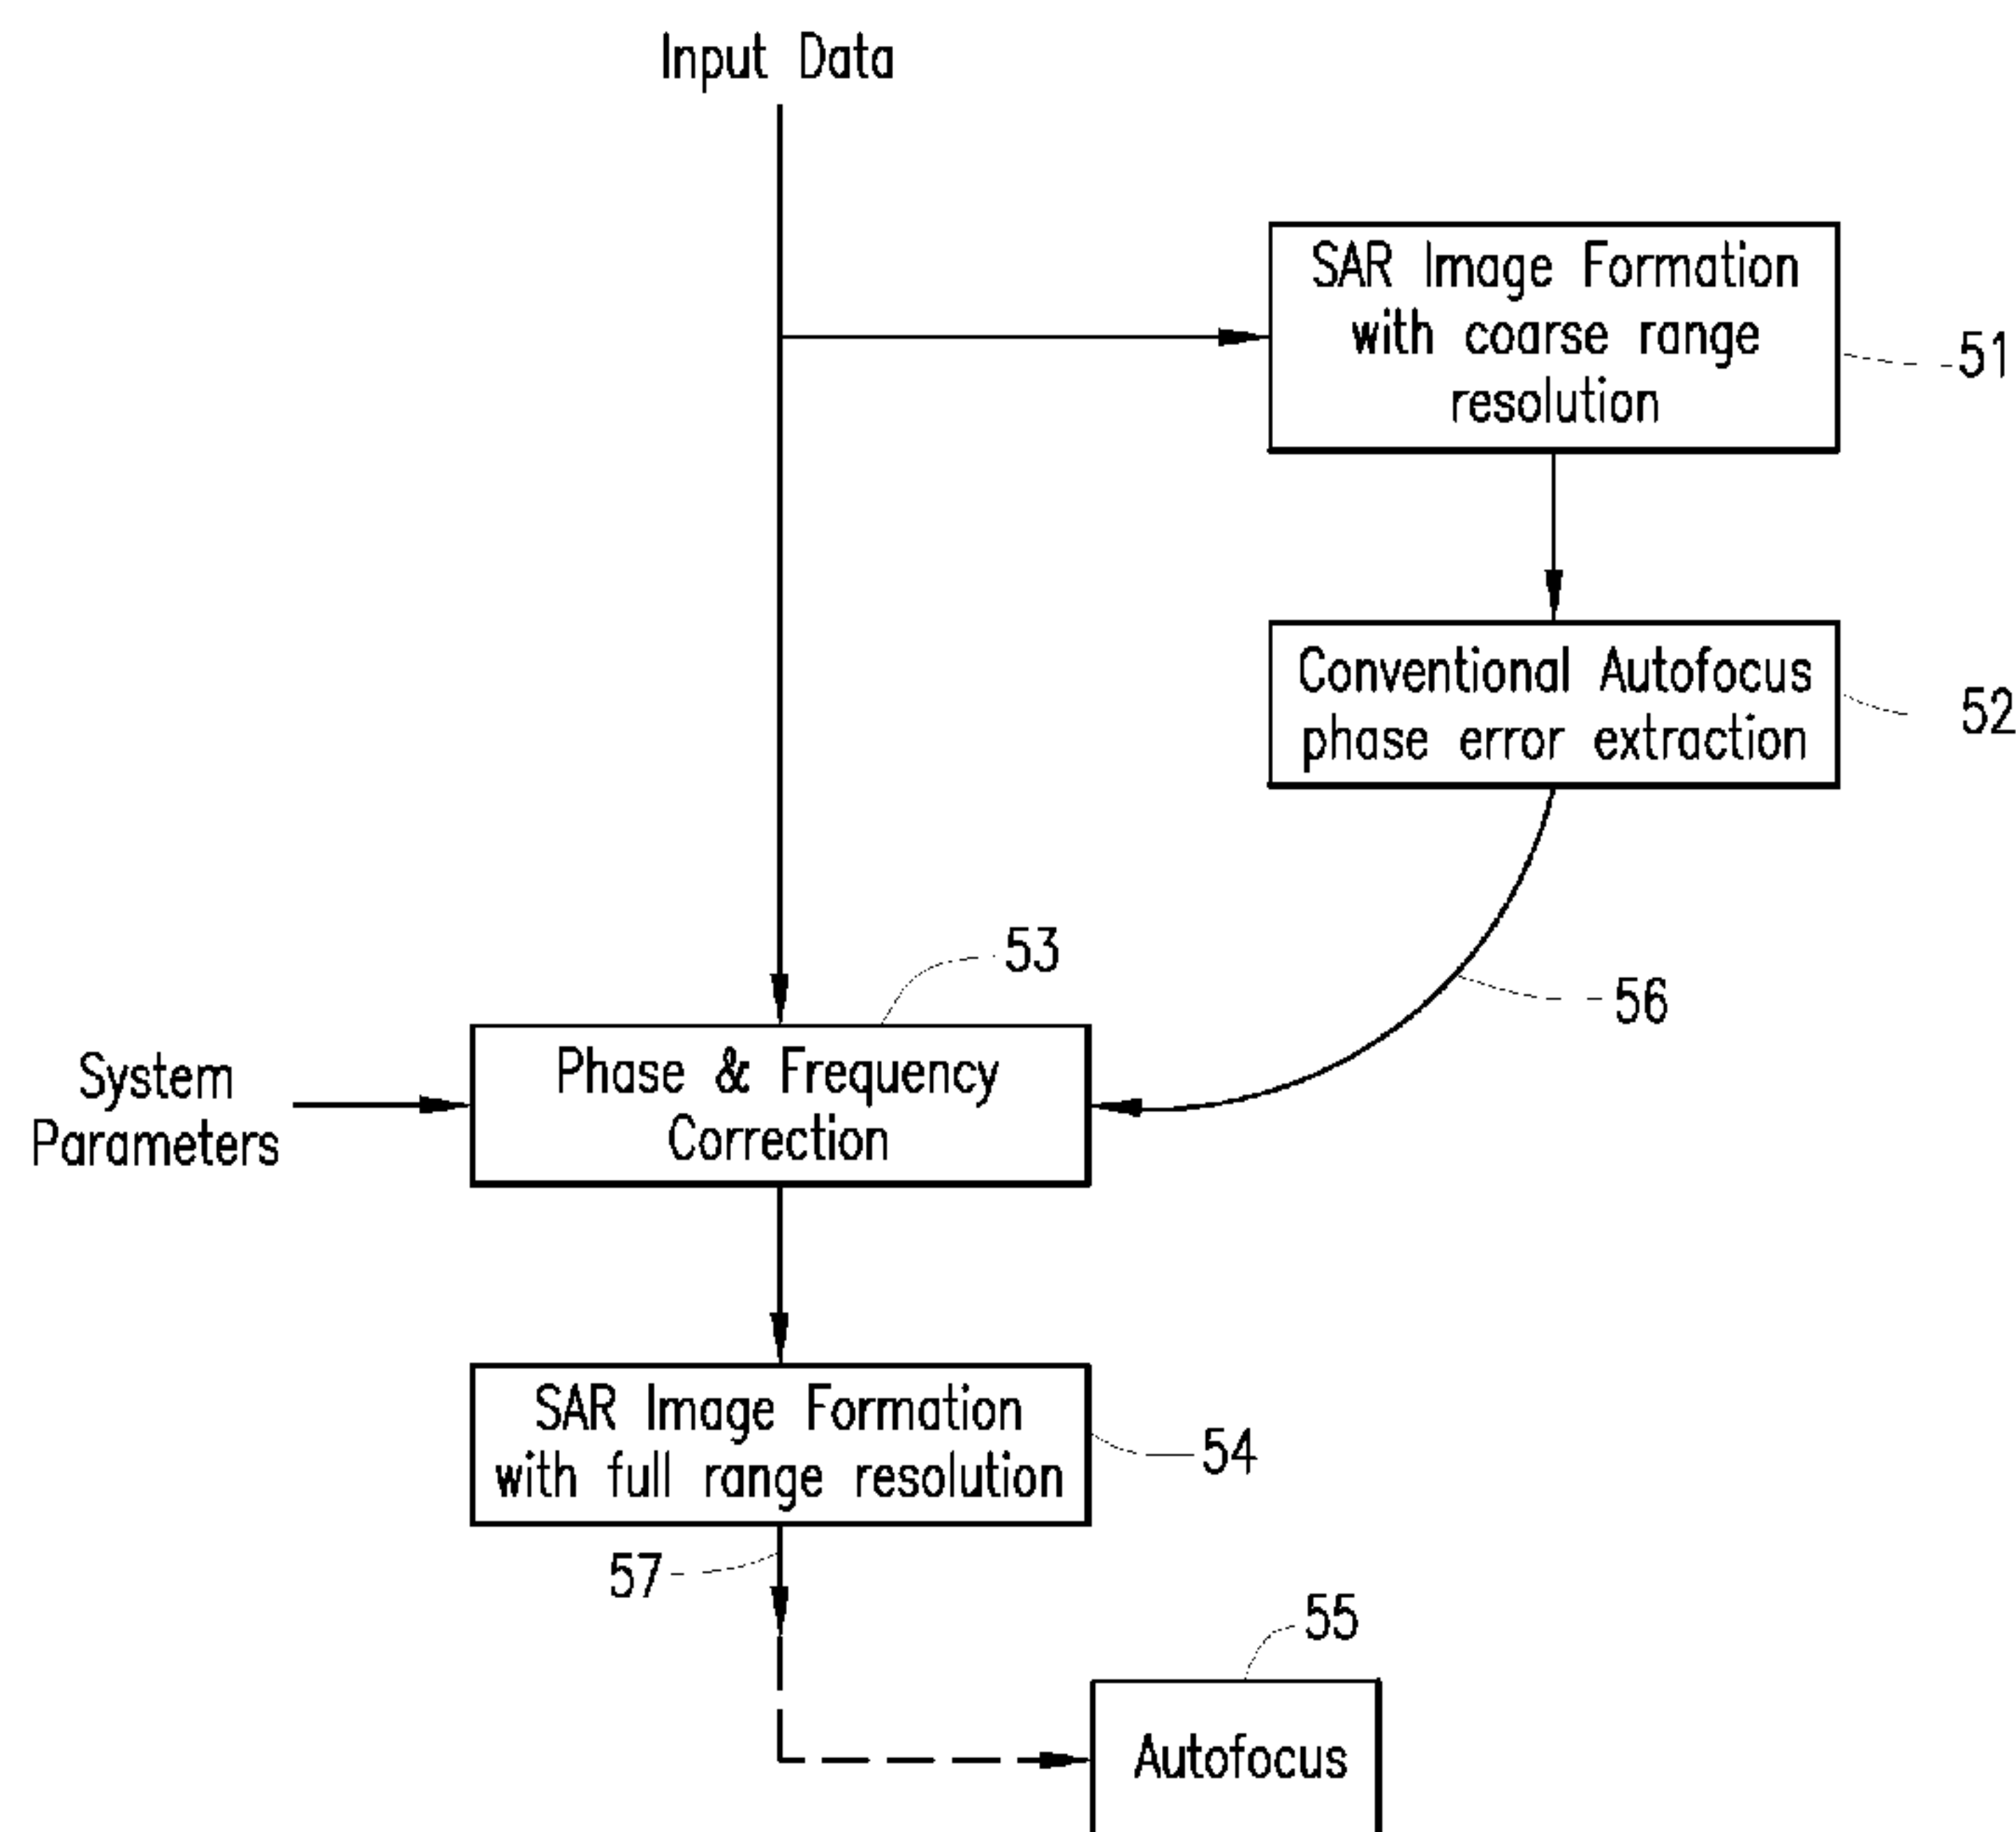 Input Data
SAR Image Formation
with coarse range
resolution
51
Conventional Autofocus
phase error extraction
52
53
56
System
Parameters
Phase & Frequency
Correction
SAR Image Formation
with full range resolution
54
57
55
Autofocus